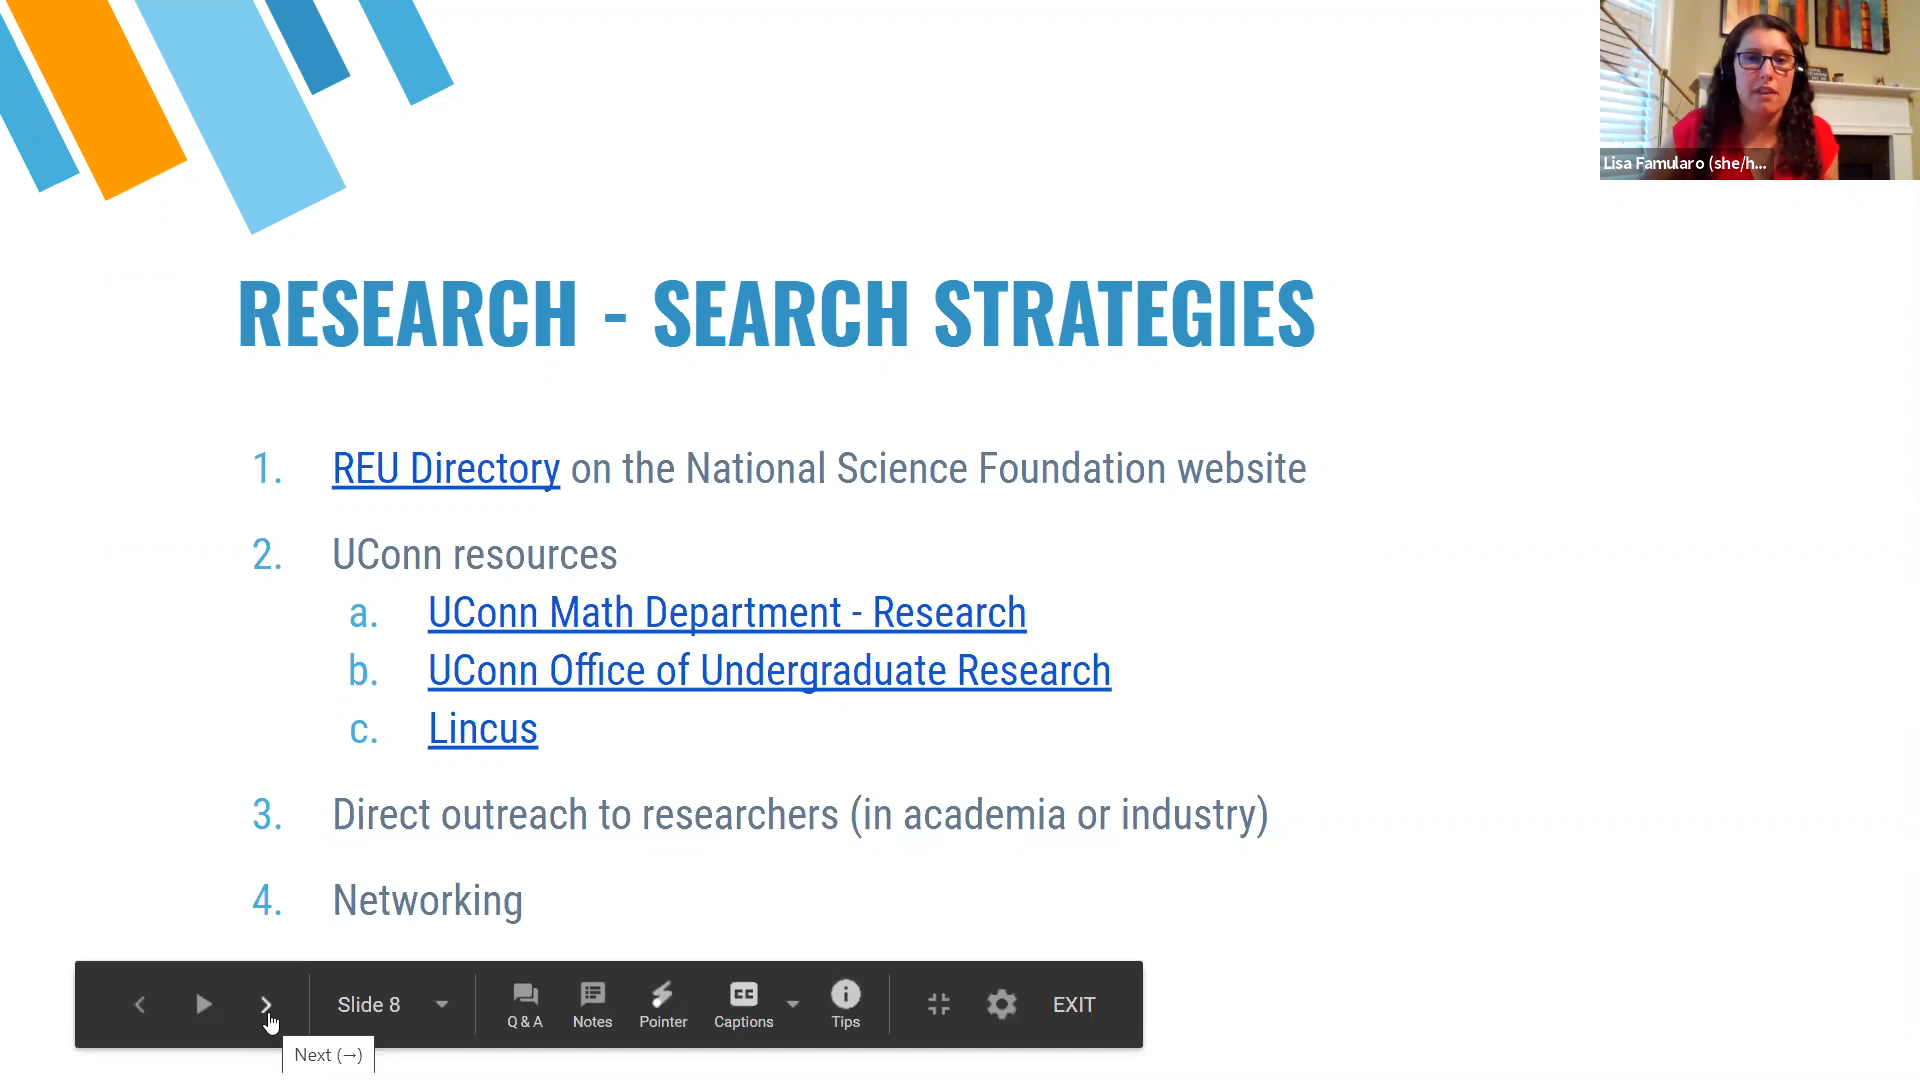 Lisa Famularo (she/h...
RESEARCH - SEARCH STRATEGIES
1. REU Directory on the National Science Foundation website
2. UConn resources
a. UConn Math Department - Research
b. UConn Office of Undergraduate Research
c. Lincus
3. Direct outreach to researchers (in academia or industry)
4. Networking
Slide 8
Q & A
Notes
Pointer
CC
Captions
Tips
EXIT
Next (→)